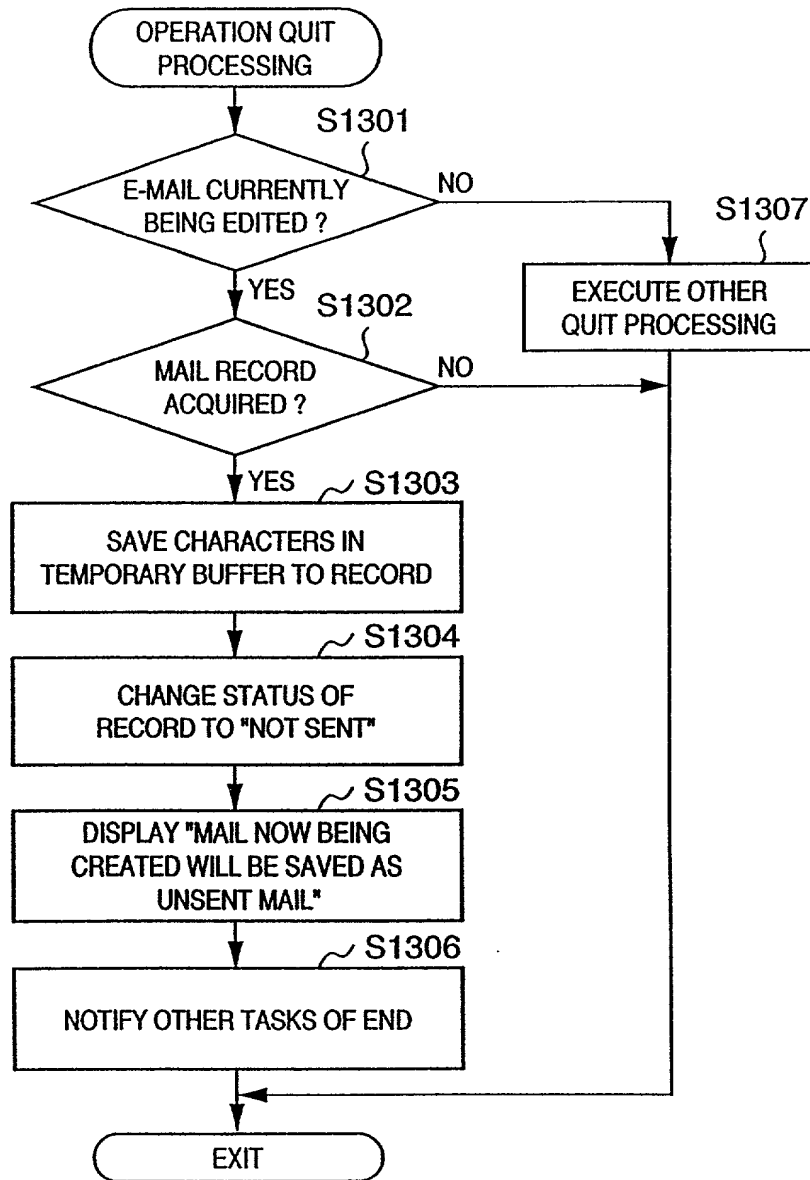 OPERATION QUIT
PROCESSING
S1301
E-MAIL CURRENTLY
BEING EDITED ?
NO
YES
S1307
EXECUTE OTHER
QUIT PROCESSING
S1302
MAIL RECORD
ACQUIRED ?
NO
YES
S1303
SAVE CHARACTERS IN
TEMPORARY BUFFER TO RECORD
S1304
CHANGE STATUS OF
RECORD TO "NOT SENT"
S1305
DISPLAY "MAIL NOW BEING
CREATED WILL BE SAVED AS
UNSENT MAIL"
S1306
NOTIFY OTHER TASKS OF END
EXIT